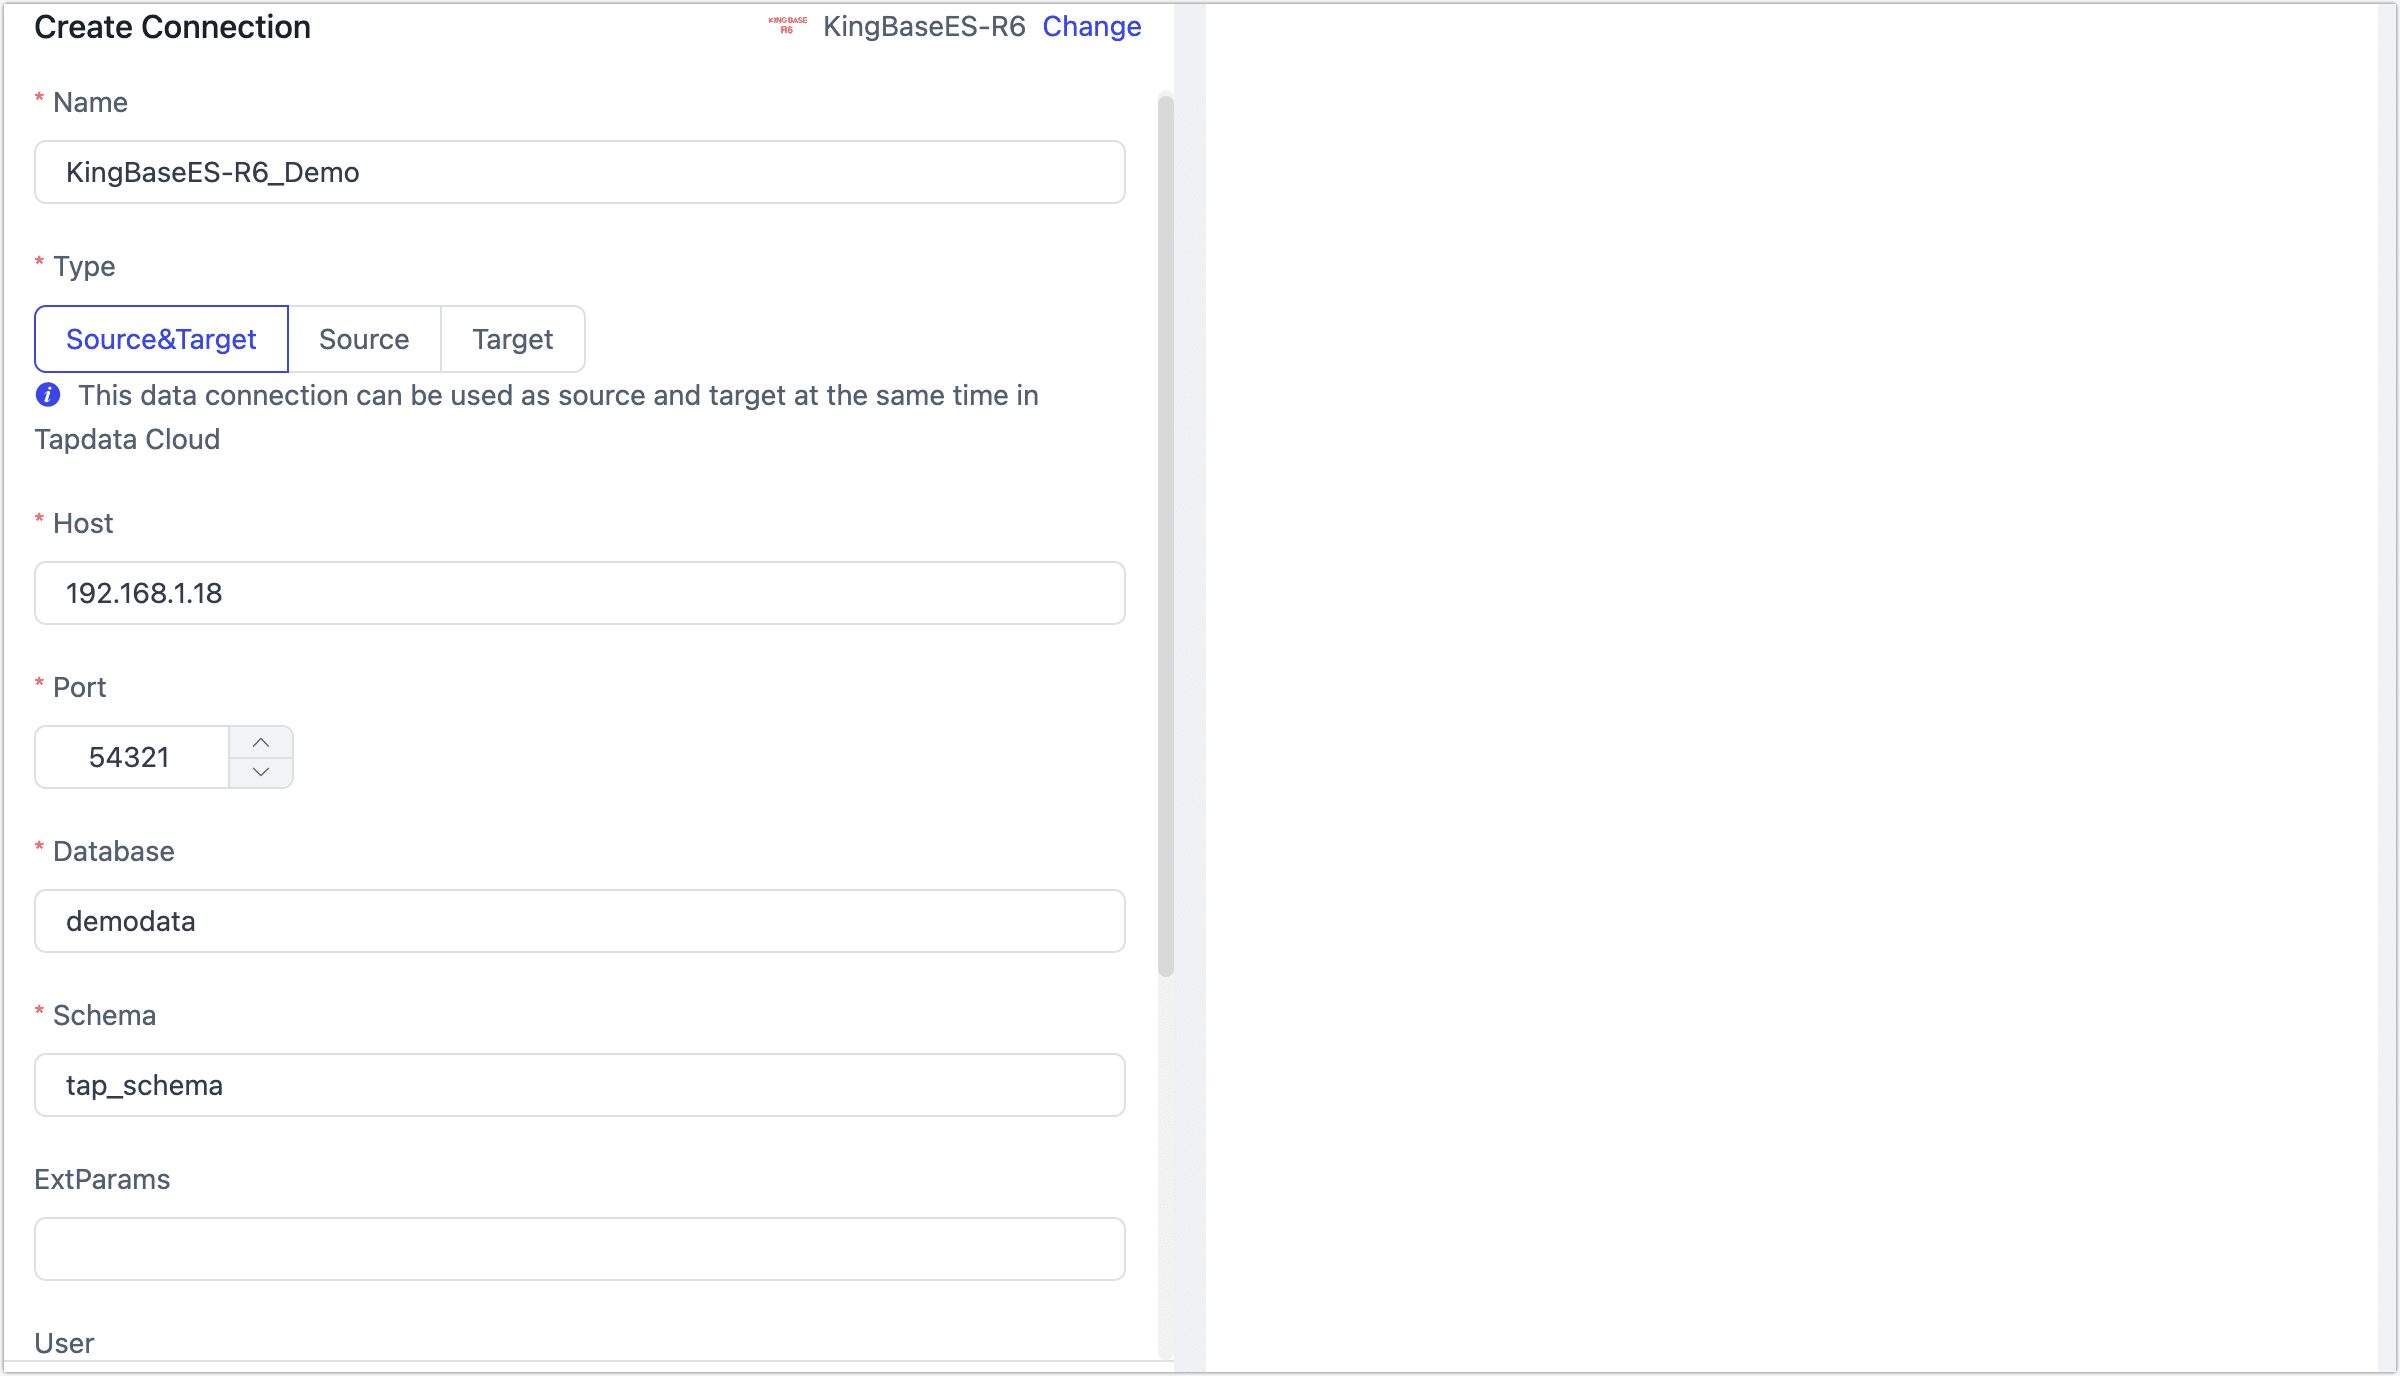 Create Connection
KINGBASE
R6
KingBaseES-R6 Change
* Name
KingBaseES-R6_Demo
* Type
Source&Target Source Target
i This data connection can be used as source and target at the same time in
Tapdata Cloud
* Host
192.168.1.18
* Port
54321
* Database
demodata
* Schema
tap_schema
ExtParams
User